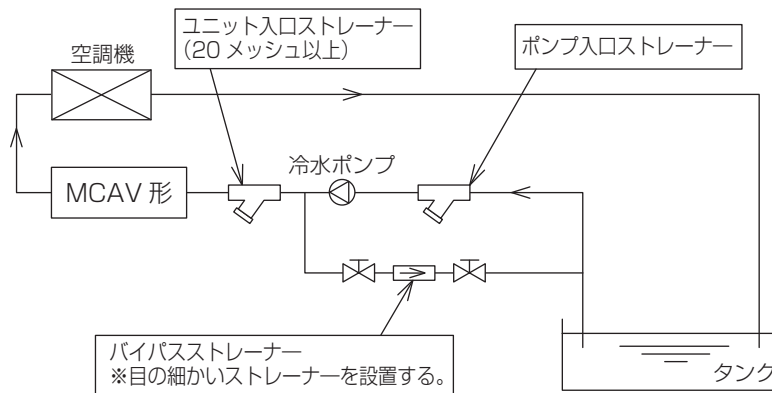 ユニット入口ストレーナー
（20 メッシュ以上）
ポンプ入口ストレーナー
空調機
冷水ポンプ
MCAV 形
バイパスストレーナー
※目の細かいストレーナーを設置する。
タンク